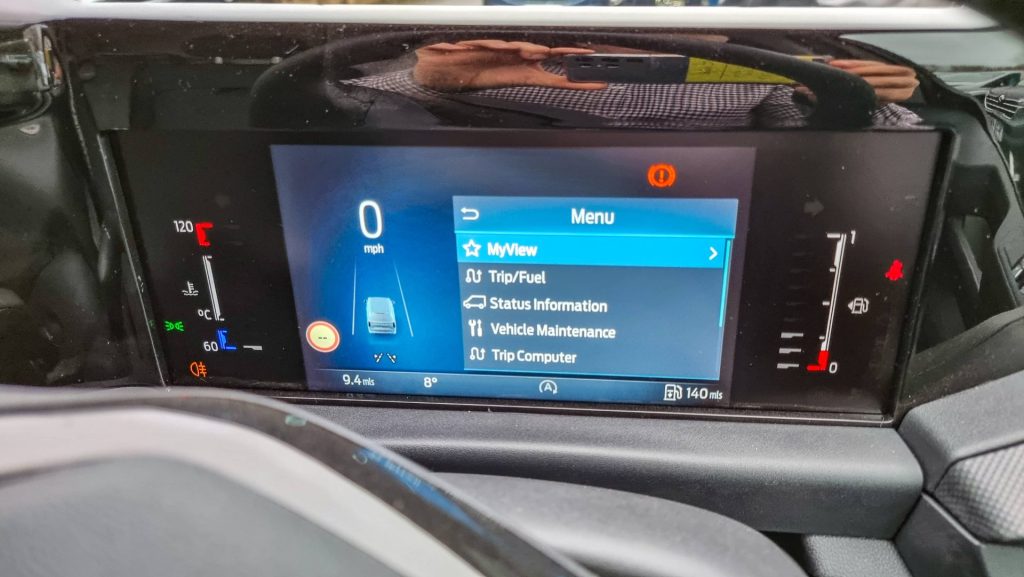 0
mph
Menu
MyView
Trip/Fuel
Status Information
Vehicle Maintenance
Trip Computer
120
°C
60
1
0
--
9.4 mls
8°
A
140 mls